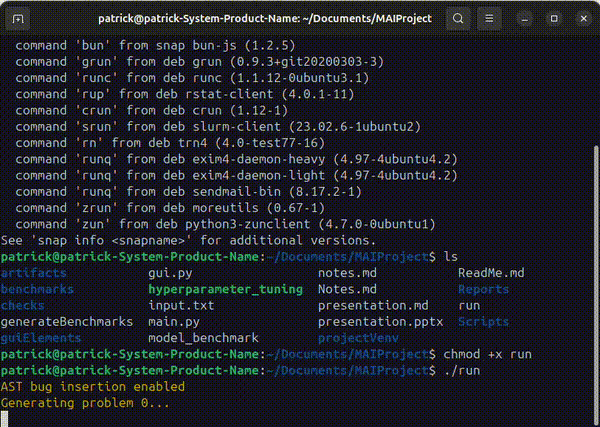 patrick@patrick-System-Product-Name: ~/Documents/MAIProject
command 'bun' from snap bun-js (1.2.5)
command 'grun' from deb grun (0.9.3+git20200303-3)
command 'runc' from deb runc (1.1.12-0ubuntu3.1)
command 'rup' from deb rstat-client (4.0.1-11)
command 'crun' from deb crun (1.12-1)
command 'srun' from deb slurm-client (23.02.6-1ubuntu2)
command 'rn' from deb trn4 (4.0-test77-16)
command 'runq' from deb exim4-daemon-heavy (4.97-4ubuntu4.2)
command 'runq' from deb exim4-daemon-light (4.97-4ubuntu4.2)
command 'runq' from deb sendmail-bin (8.17.2-1)
command 'zrun' from deb moreutils (0.67-1)
command 'zun' from deb python3-zunclient (4.7.0-0ubuntu1)
See 'snap info <snapname>' for additional versions.
patrick@patrick-System-Product-Name:~/Documents/MAIProject$ ls
artifacts gui.py notes.md ReadMe.md
benchmarks hyperparameter_tuning Notes.md Reports
checks input.txt presentation.md run
generateBenchmarks main.py presentation.pptx Scripts
guiElements model_benchmark projectVenv
patrick@patrick-System-Product-Name:~/Documents/MAIProject$ chmod +x run
patrick@patrick-System-Product-Name:~/Documents/MAIProject$ ./run
AST bug insertion enabled
Generating problem 0...